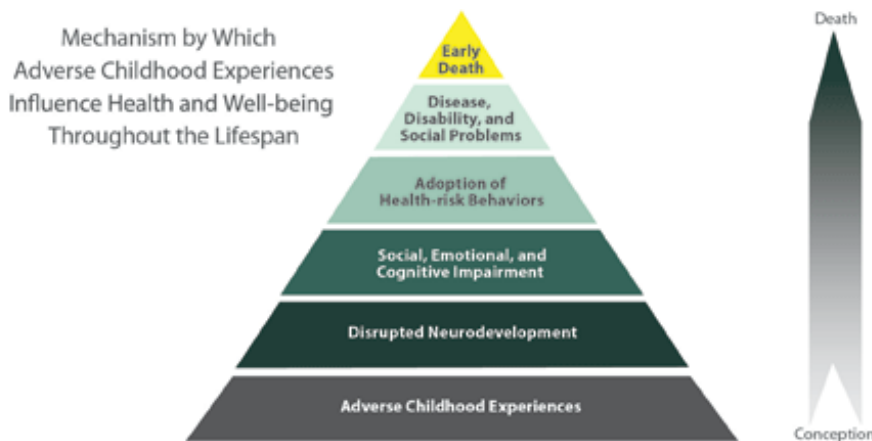 Mechanism by Which
Adverse Childhood Experiences
Influence Health and Well-being
Throughout the Lifespan
Early
Death
Disease,
Disability, and
Social Problems
Adoption of
Health-risk Behaviors
Social, Emotional, and
Cognitive Impairment
Disrupted Neurodevelopment
Adverse Childhood Experiences
Death
Conception